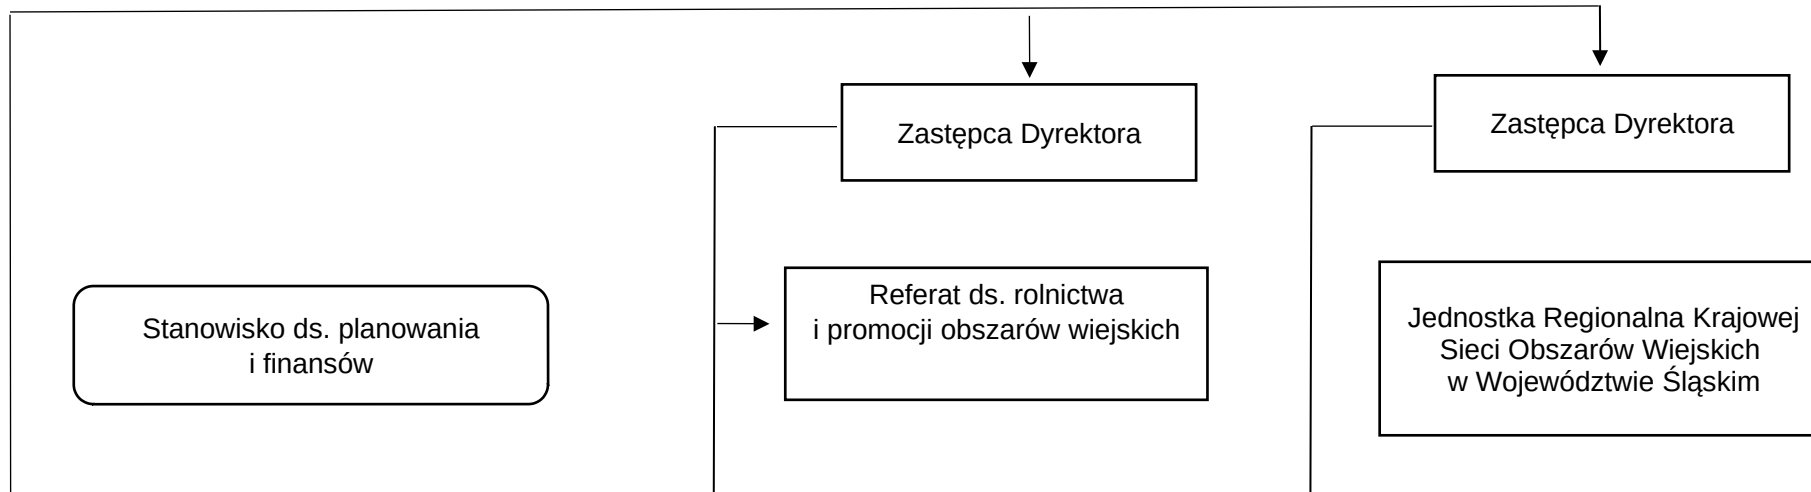 Zastępca Dyrektora
Zastępca Dyrektora
Stanowisko ds. planowania
i finansów
Referat ds. rolnictwa
i promocji obszarów wiejskich
Jednostka Regionalna Krajowej
Sieci Obszarów Wiejskich
w Województwie Śląskim